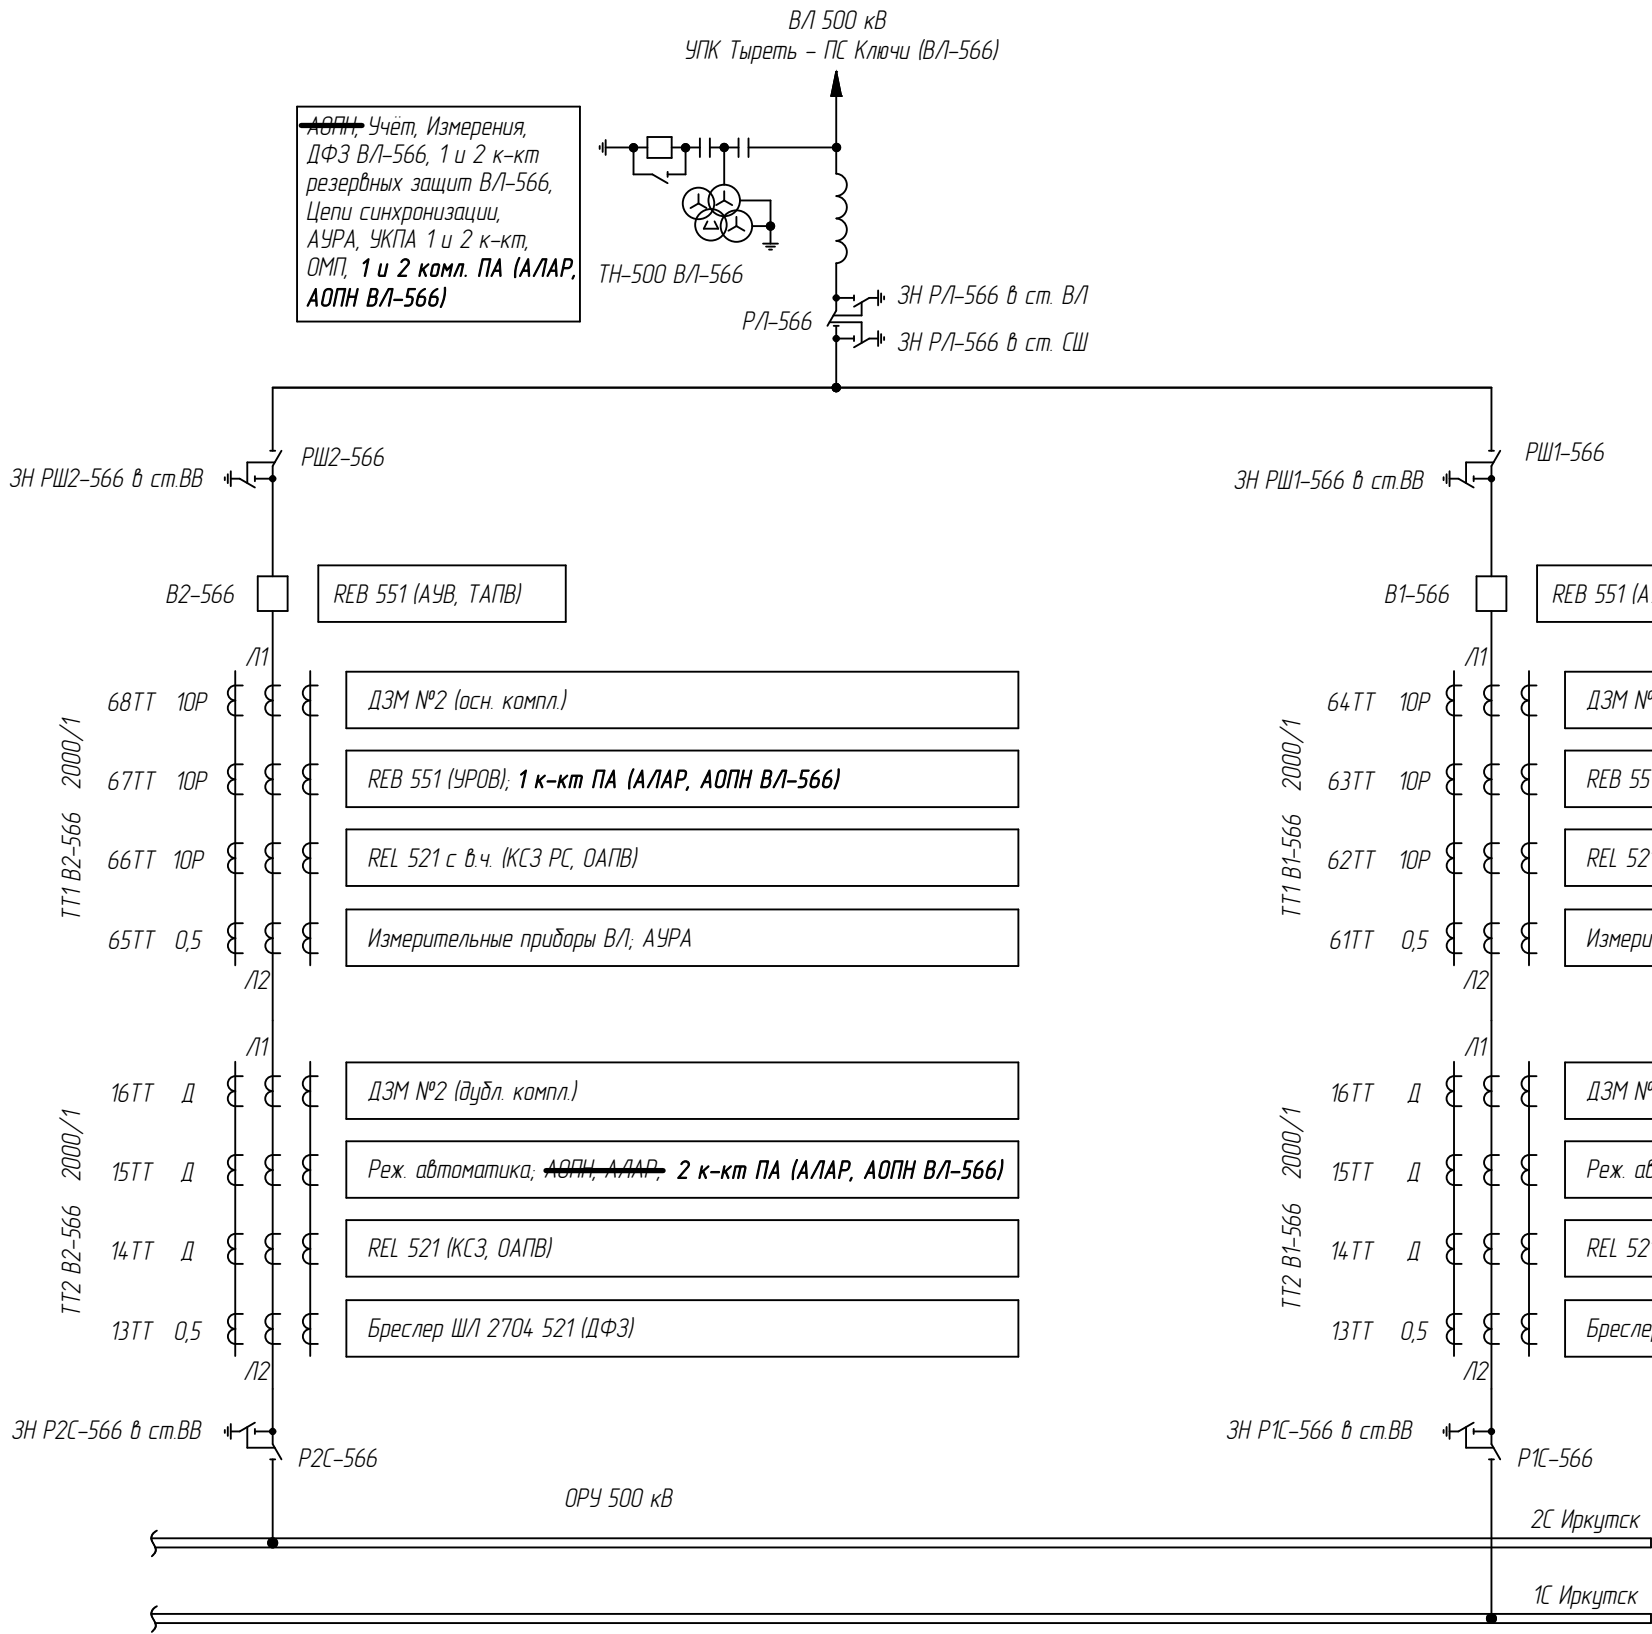 ВЛ 500 кВ
УПК Тыреть – ПС Ключи (ВЛ–566)
АОПН, Учёт, Измерения,
ДФЗ ВЛ–566, 1 и 2 к–кт
резервных защит ВЛ–566,
Цепи синхронизации,
АУРА, УКПА 1 и 2 к–кт,
ОМП, 1 и 2 комл. ПА (АЛАР,
АОПН ВЛ–566)
ТН–500 ВЛ–566
ЗН РЛ–566 в ст. ВЛ
РЛ–566
ЗН РЛ–566 в ст. СШ
РШ2–566
ЗН РШ2–566 в ст.ВВ
РШ1–566
ЗН РШ1–566 в ст.ВВ
В2–566
REB 551 (АУВ, ТАПВ)
В1–566
REB 551 (А
Л1
68ТТ 10Р
ДЗМ №2 (осн. компл.)
67ТТ 10Р
REB 551 (УРОВ); 1 к–кт ПА (АЛАР, АОПН ВЛ–566)
66ТТ 10Р
REL 521 с в.ч. (КСЗ РС, ОАПВ)
65ТТ 0,5
Измерительные приборы ВЛ; АУРА
ТТ1 В2–566 2000/1
Л2
Л1
64ТТ 10Р
ДЗМ №
63ТТ 10Р
REB 55
62ТТ 10Р
REL 52
61ТТ 0,5
Измери
ТТ1 В1–566 2000/1
Л2
Л1
16ТТ Д
ДЗМ №2 (дубл. компл.)
15ТТ Д
Реж. автоматика; АОПН, АЛАР; 2 к–кт ПА (АЛАР, АОПН ВЛ–566)
14ТТ Д
REL 521 (КСЗ, ОАПВ)
13ТТ 0,5
Бреслер ШЛ 2704 521 (ДФЗ)
ТТ2 В2–566 2000/1
Л2
Л1
16ТТ Д
ДЗМ №
15ТТ Д
Реж. ав
14ТТ Д
REL 52
13ТТ 0,5
Бреслер
ТТ2 В1–566 2000/1
Л2
ЗН Р2С–566 в ст.ВВ
Р2С–566
ЗН Р1С–566 в ст.ВВ
Р1С–566
ОРУ 500 кВ
2С Иркутск
1С Иркутск